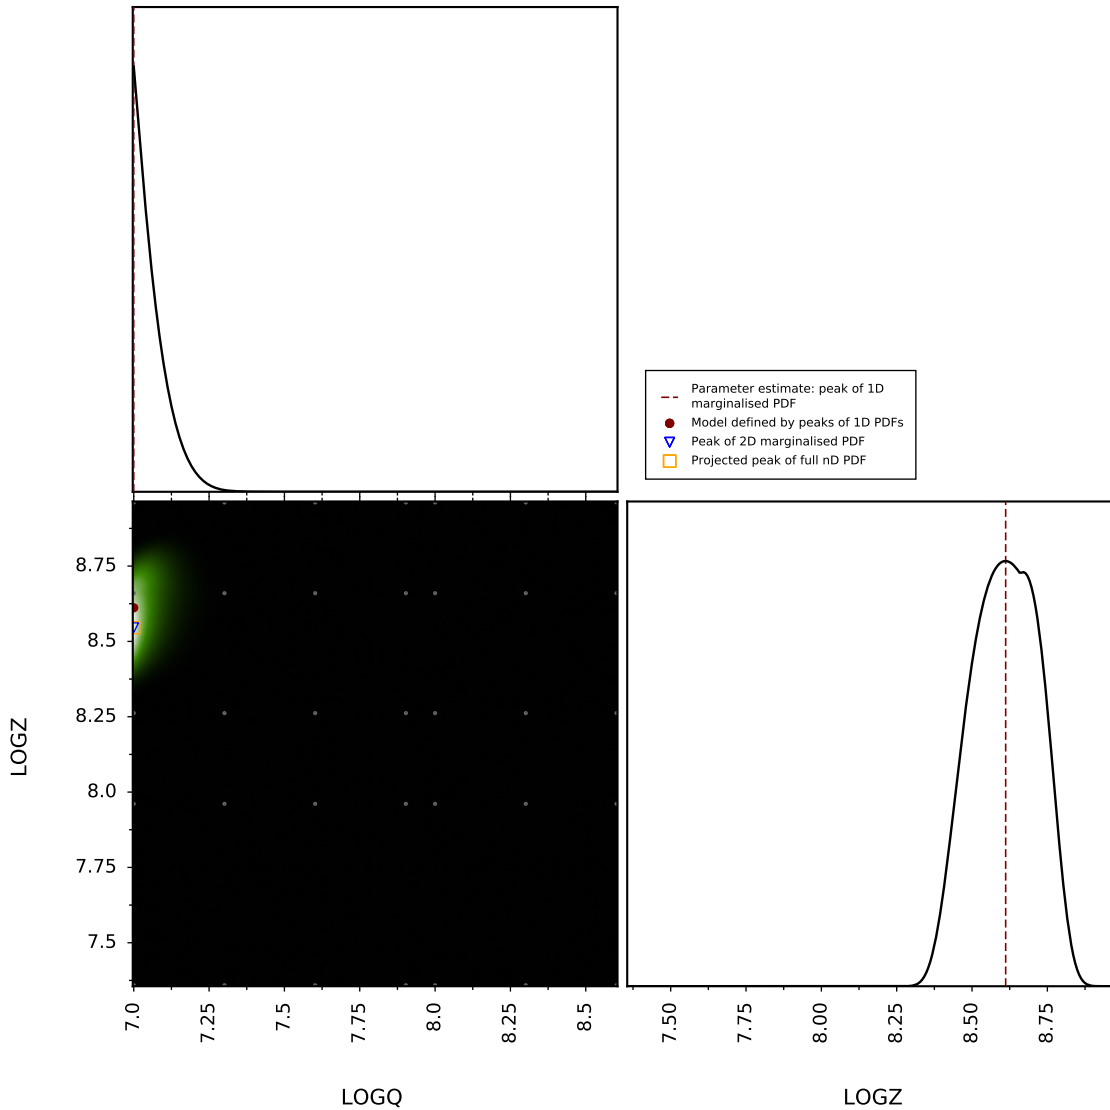 Parameter estimate: peak of 1D
marginalised PDF
Model defined by peaks of 1D PDFs
Peak of 2D marginalised PDF
Projected peak of full nD PDF
LOGZ
8.75
8.5
8.25
8.0
7.75
7.5
7.0
7.25
7.5
7.75
8.0
8.25
8.5
LOGQ
7.50
7.75
8.00
8.25
8.50
8.75
LOGZ